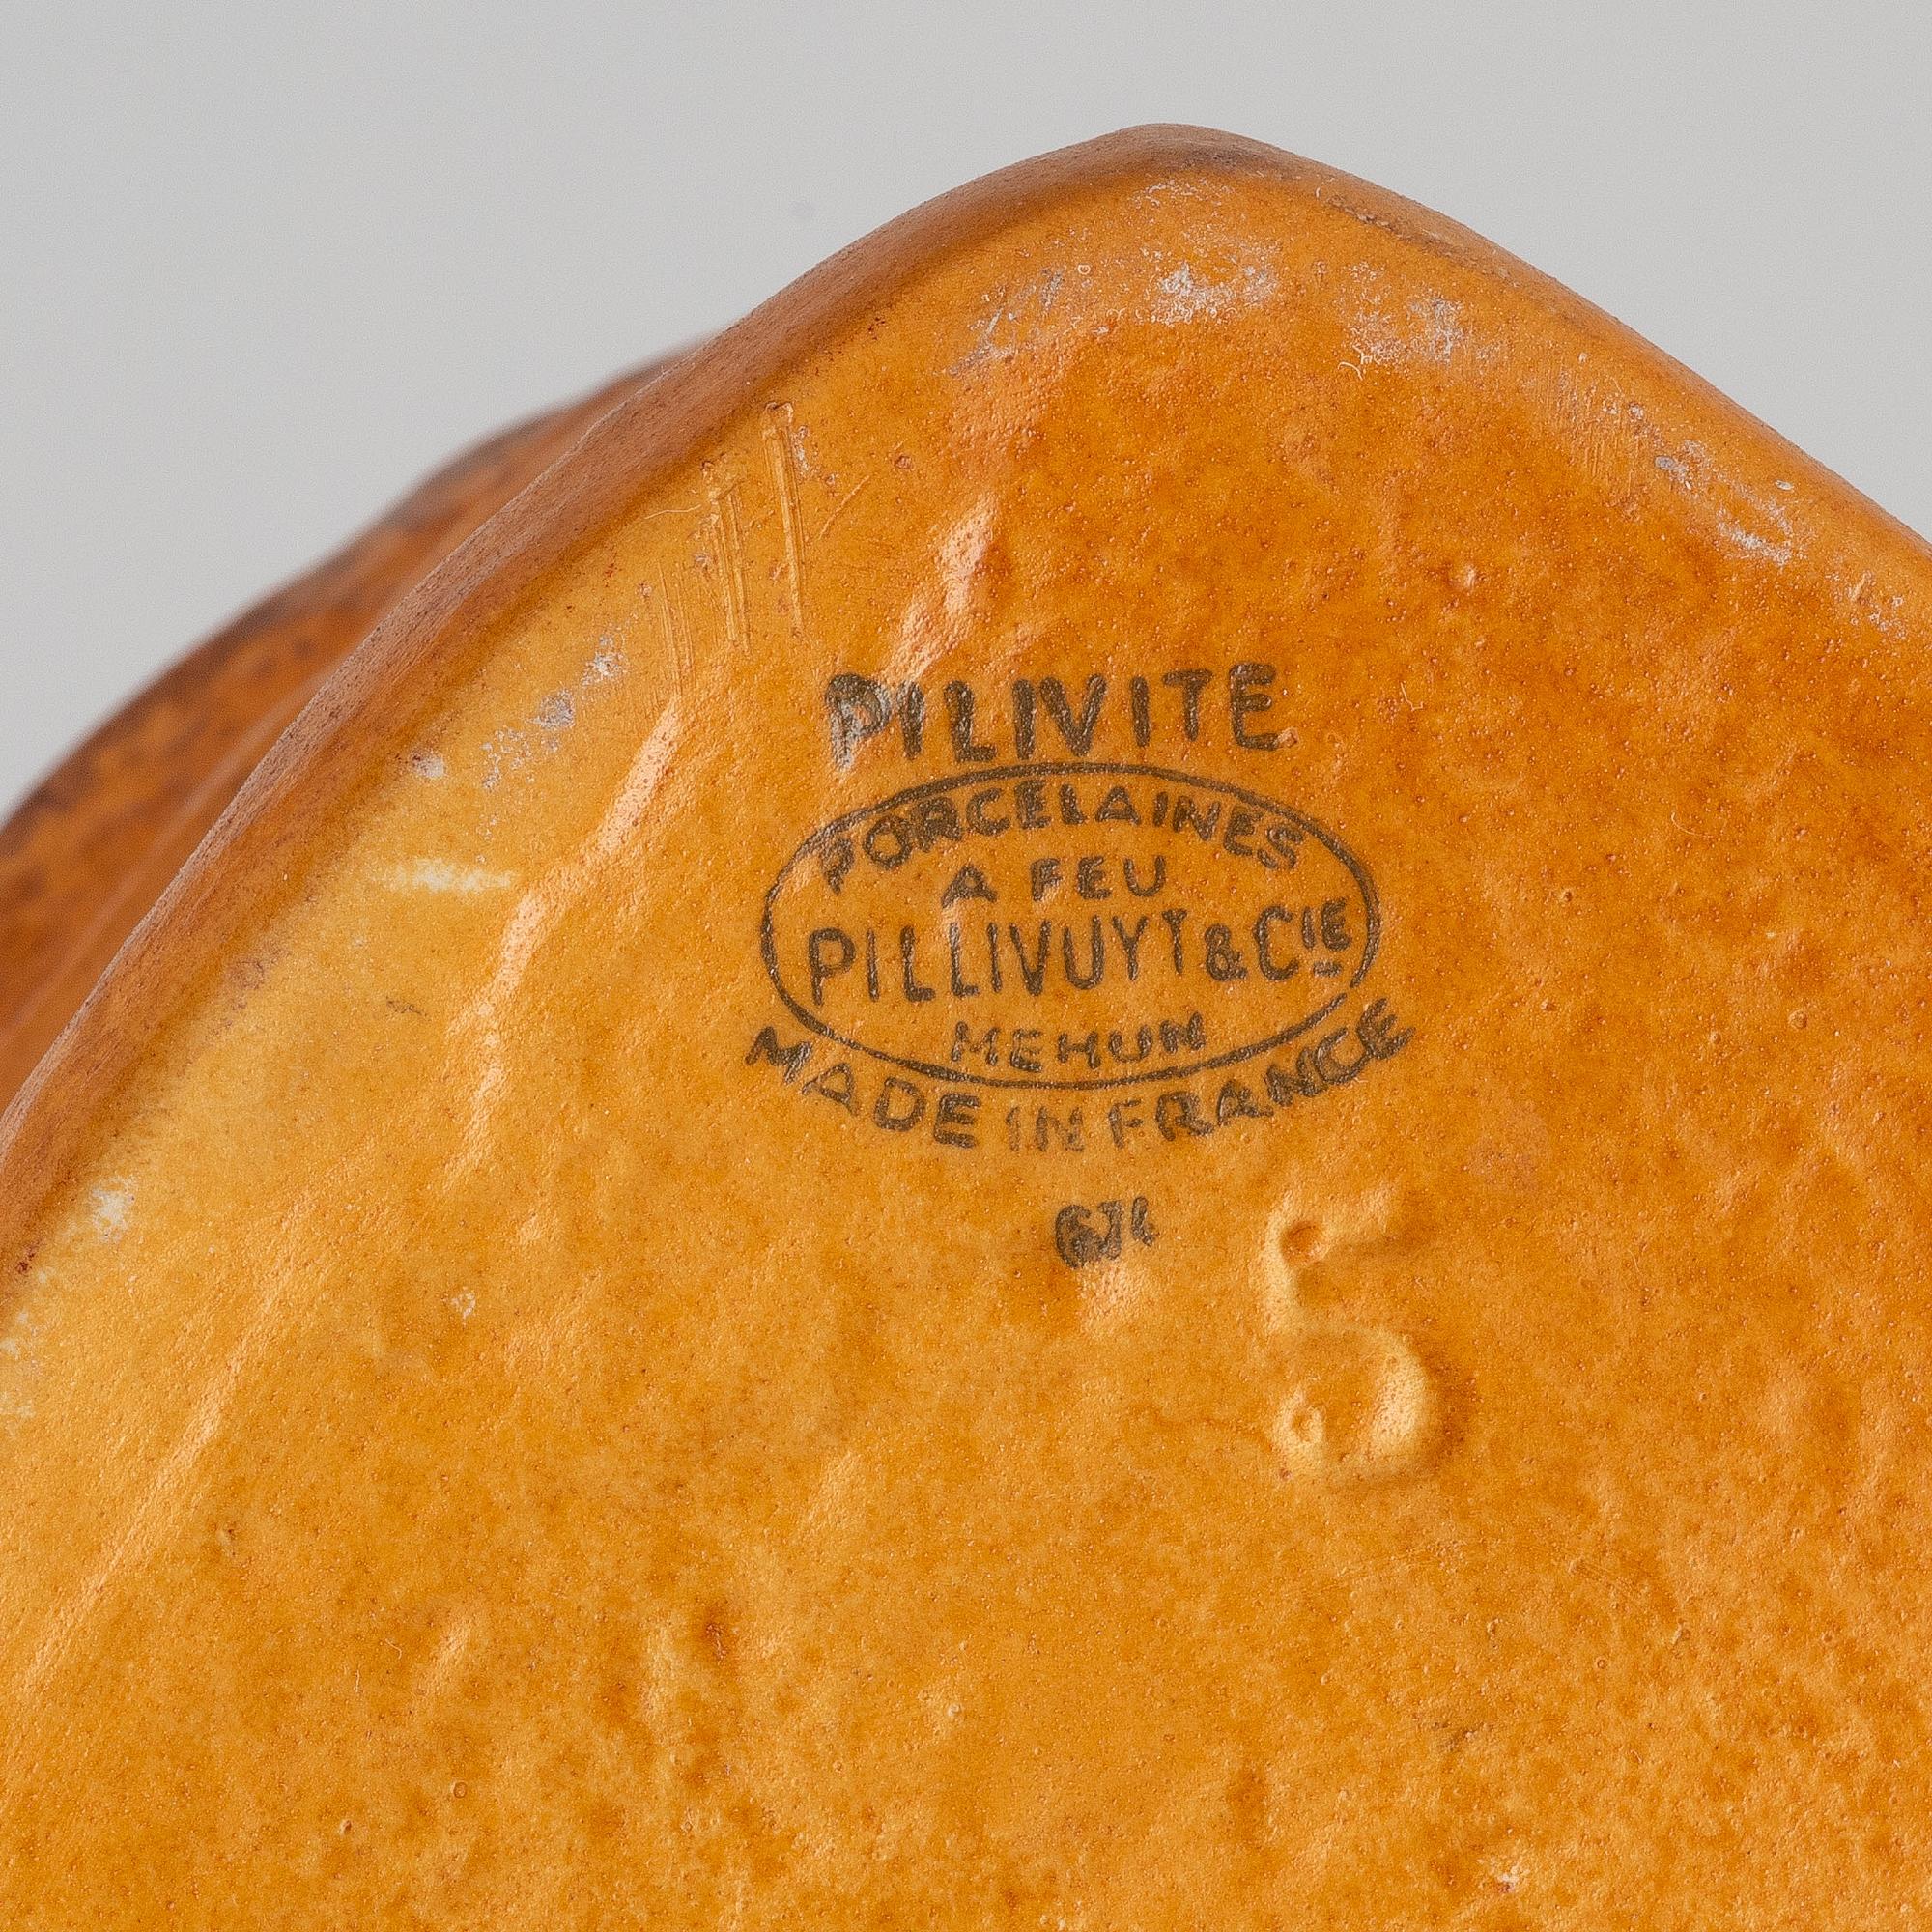 PILIVITE
PORCELAINES
A FEU
PILLIVUYT & CIE
MEHUN
MADE IN FRANCE
5